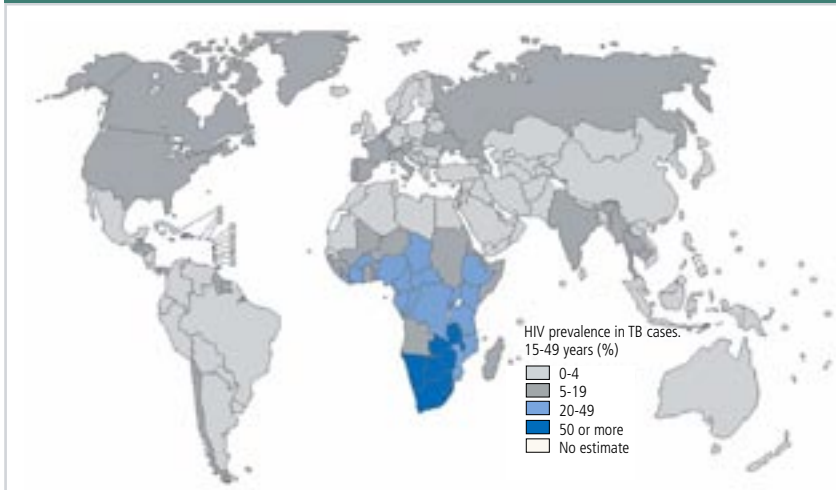 HIV prevalence in TB cases.
15-49 years (%)
0-4
5-19
20-49
50 or more
No estimate